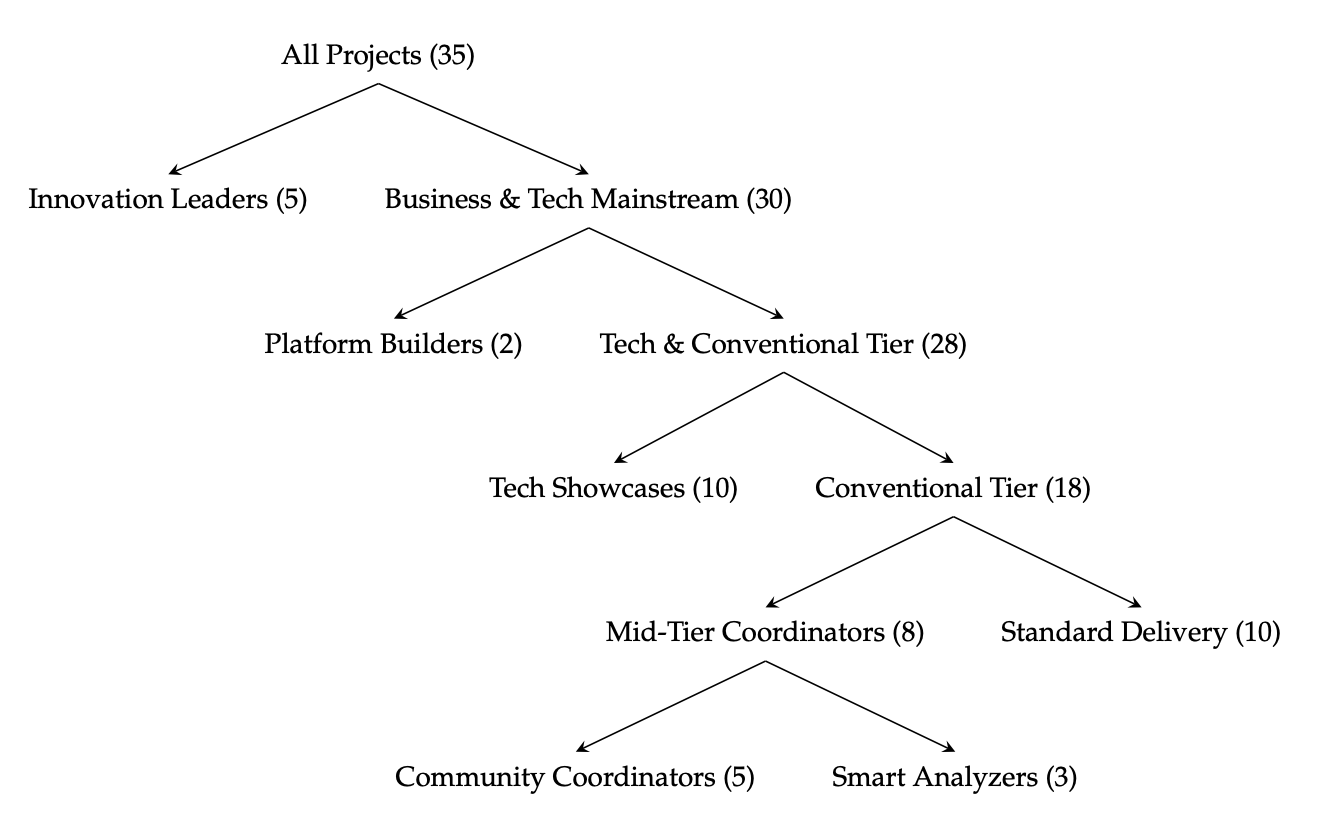 All Projects (35)
Innovation Leaders (5)
Business & Tech Mainstream (30)
Platform Builders (2)
Tech & Conventional Tier (28)
Tech Showcases (10)
Conventional Tier (18)
Mid-Tier Coordinators (8)
Standard Delivery (10)
Community Coordinators (5)
Smart Analyzers (3)